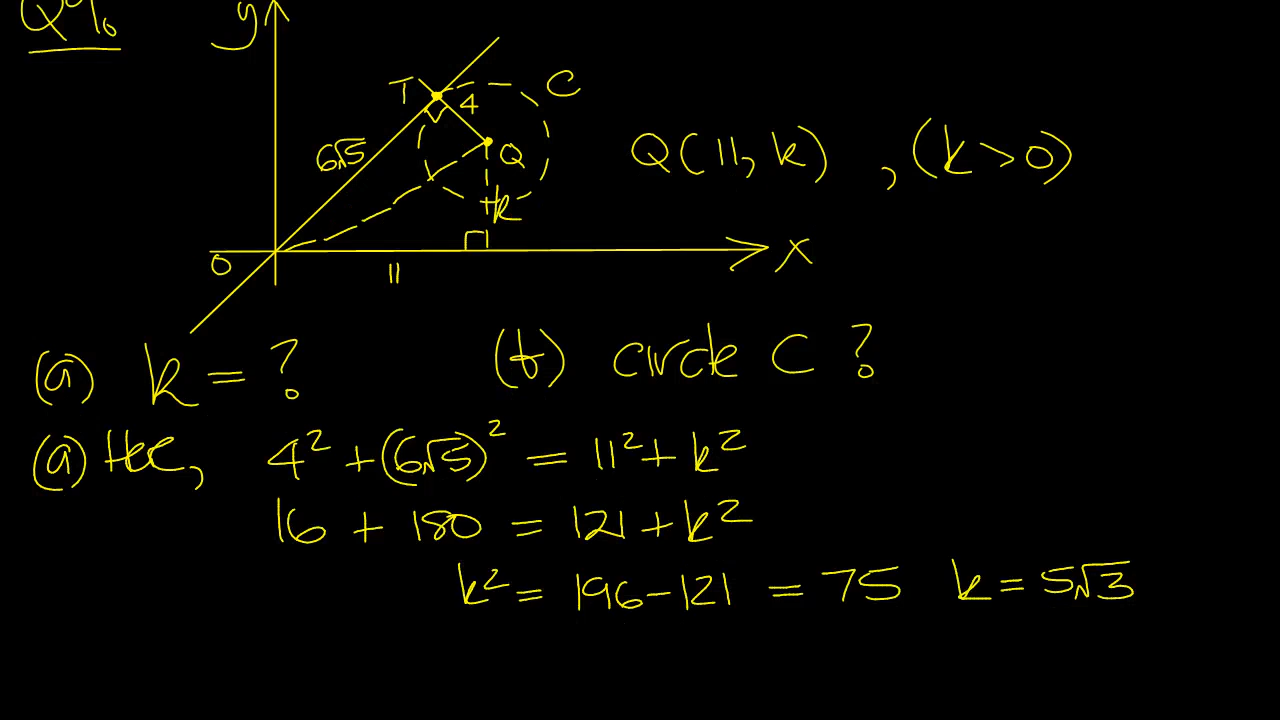 y
T
4
C
6√5
Q
Q(11, k) , (k>0)
k
O
11
x
(a) k = ? (b) circle C ?
(a) Here, 4² + (6√5)² = 11² + k²
16 + 180 = 121 + k²
k² = 196 - 121 = 75 k = 5√3